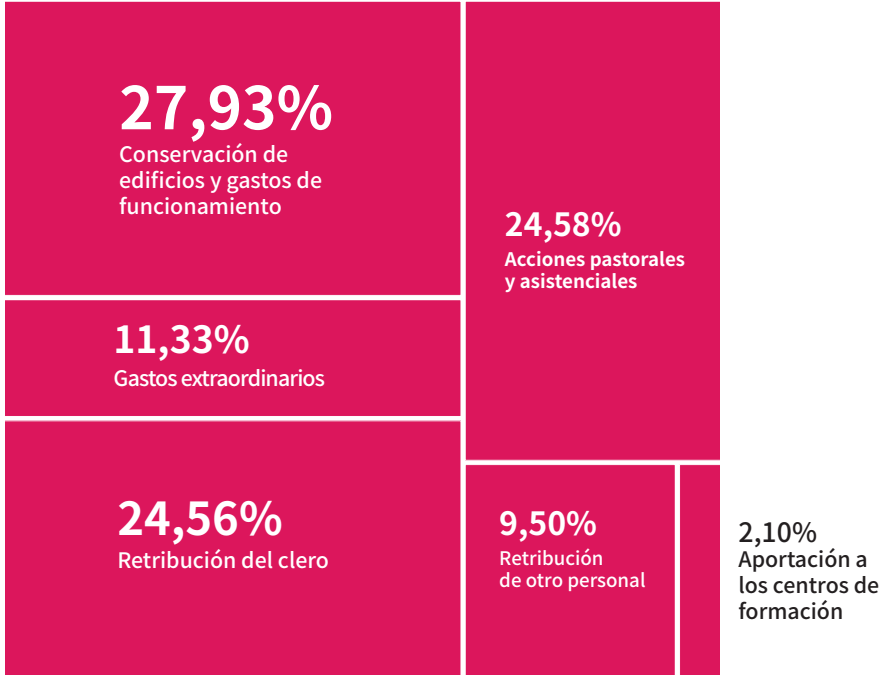 27,93%
Conservación de
edificios y gastos de
funcionamiento
24,58%
Acciones pastorales
y asistenciales
11,33%
Gastos extraordinarios
24,56%
Retribución del clero
9,50%
Retribución
de otro personal
2,10%
Aportación a
los centros de
formación